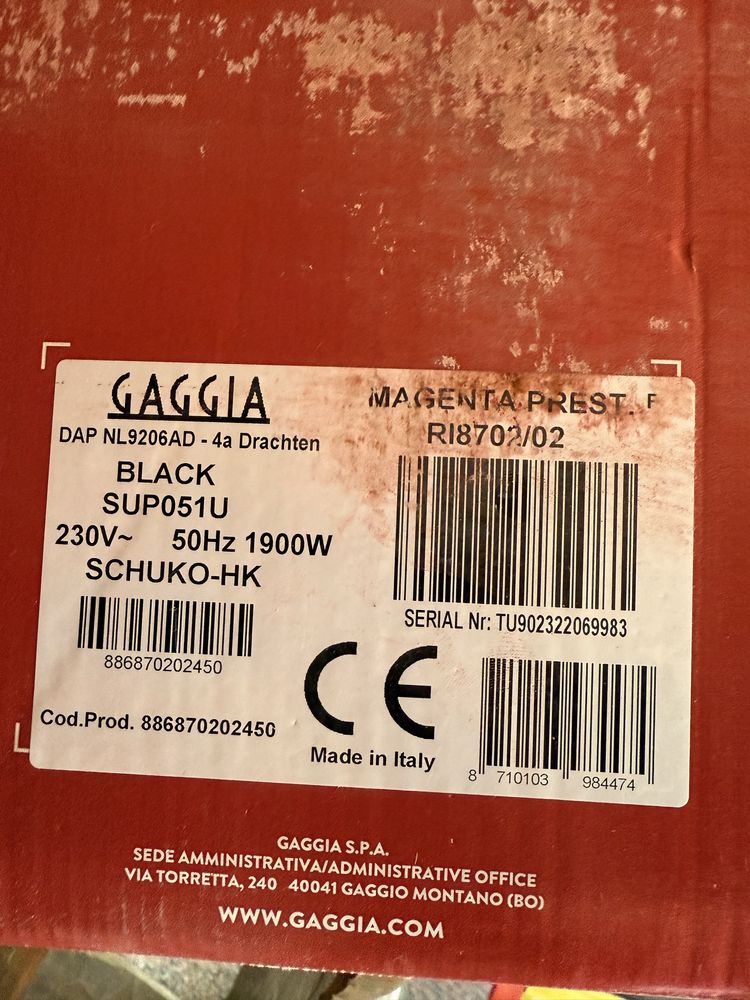 GAGGIA
DAP NL9206AD - 4a Drachten
BLACK
SUP051U
230V~ 50Hz 1900W
SCHUKO-HK
886870202450
Cod.Prod. 886870202450
MAGENTA PREST. F
RI8702/02
SERIAL Nr: TU902322069983
CE
Made in Italy
8 710103 984474
GAGGIA S.P.A.
SEDE AMMINISTRATIVA/ADMINISTRATIVE OFFICE
VIA TORRETTA, 240 40041 GAGGIO MONTANO (BO)
WWW.GAGGIA.COM